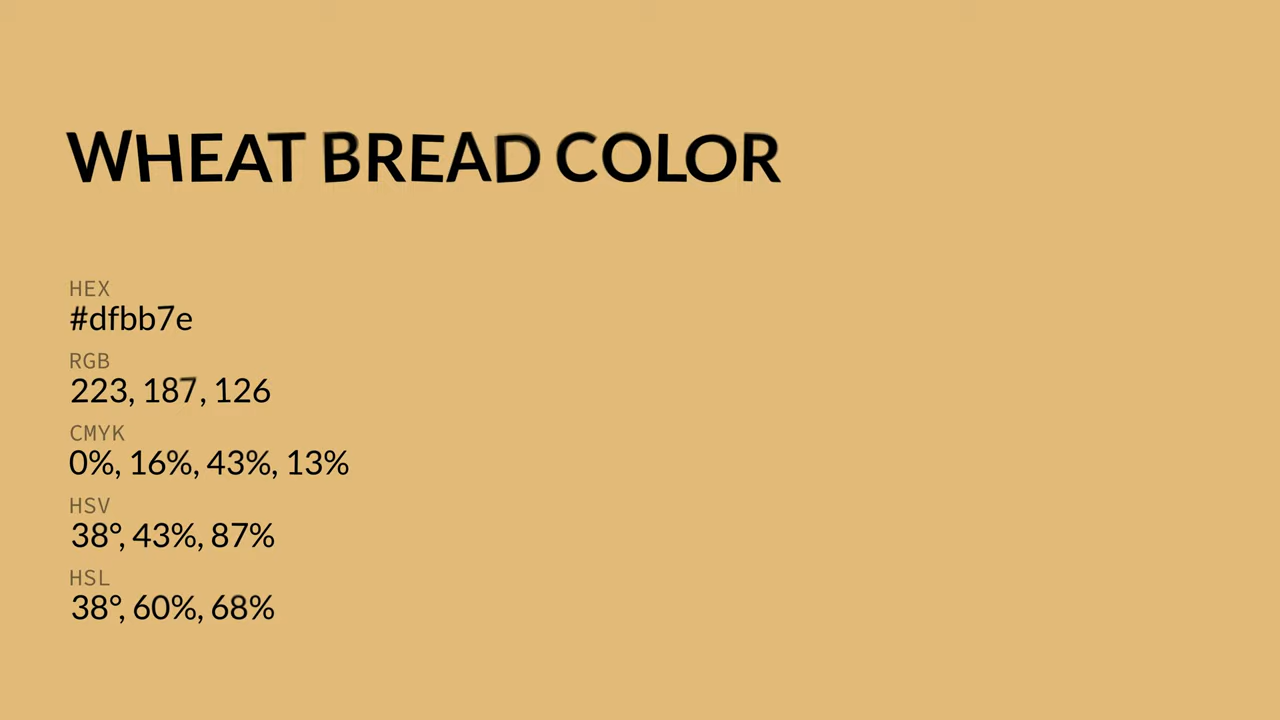 WHEAT BREAD COLOR
HEX
#dfbb7e
RGB
223, 187, 126
CMYK
0%, 16%, 43%, 13%
HSV
38°, 43%, 87%
HSL
38°, 60%, 68%